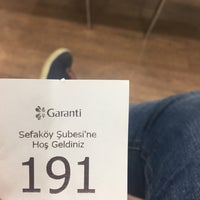 Garanti
Sefaköy Şubesi'ne
Hoş Geldiniz
191